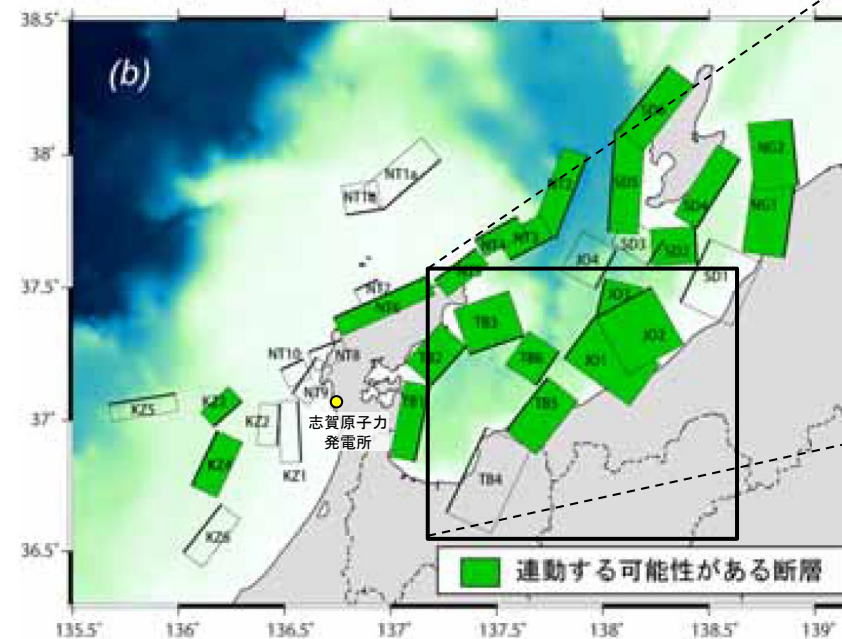 38.5˚
(b)
38˚
37.5˚
37˚
36.5˚
NT1a
NT1b
SD6
NG2
SD5
SD4
NG1
NT3
NT4
SD3
SD2
JO4
SD1
NT6
JO3
TB3
JO2
NT10
NT8
TB2
TB6
JO1
NT9
KZ5
KZ3
KZ2
TB1
TB5
志賀原子力
発電所
KZ4
KZ1
TB4
KZ6
連動する可能性がある断層
135.5˚
136˚
136.5˚
137˚
137.5˚
138˚
138.5˚
139˚